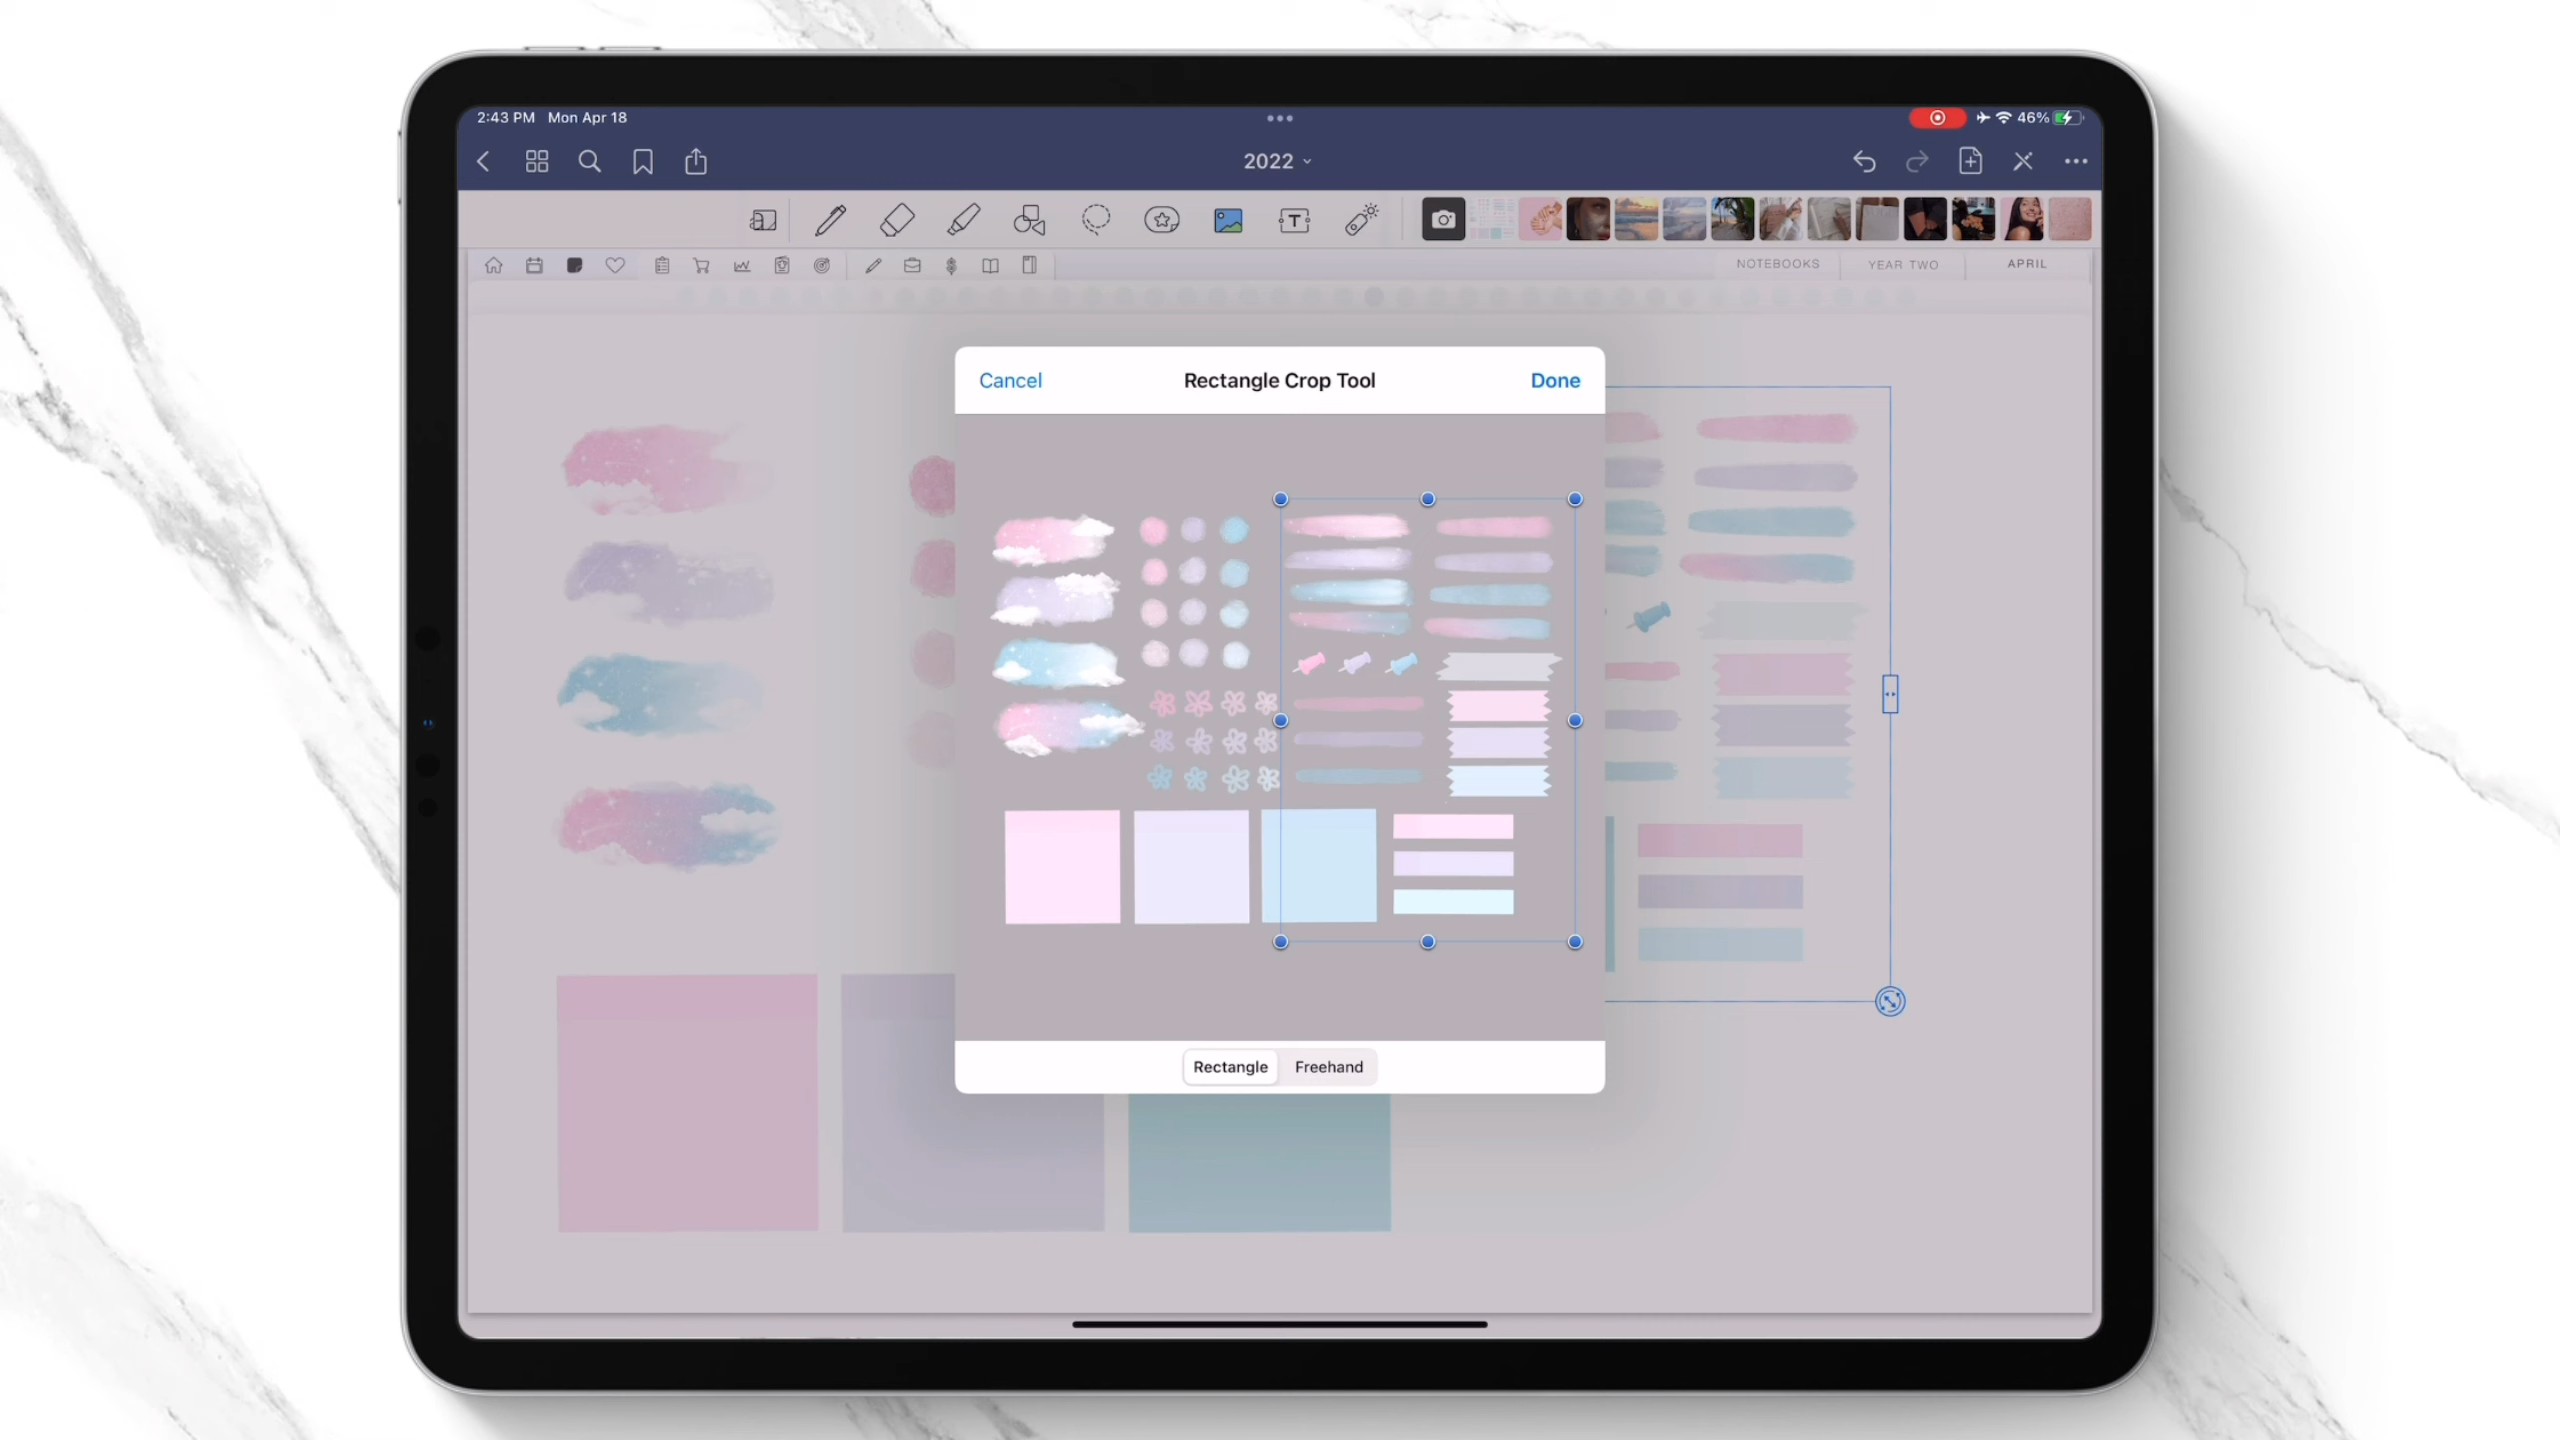 2:43 PM Mon Apr 18
46%
2022
T
NOTEBOOKS
YEAR TWO
APRIL
Cancel
Rectangle Crop Tool
Done
Rectangle
Freehand